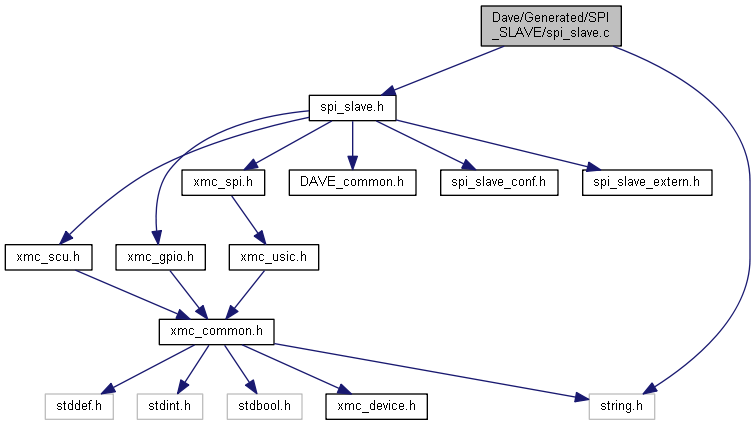 Dave/Generated/SPI
_SLAVE/spi_slave.c
spi_slave.h
xmc_spi.h
DAVE_common.h
spi_slave_conf.h
spi_slave_extern.h
xmc_scu.h
xmc_gpio.h
xmc_usic.h
xmc_common.h
stddef.h
stdint.h
stdbool.h
xmc_device.h
string.h